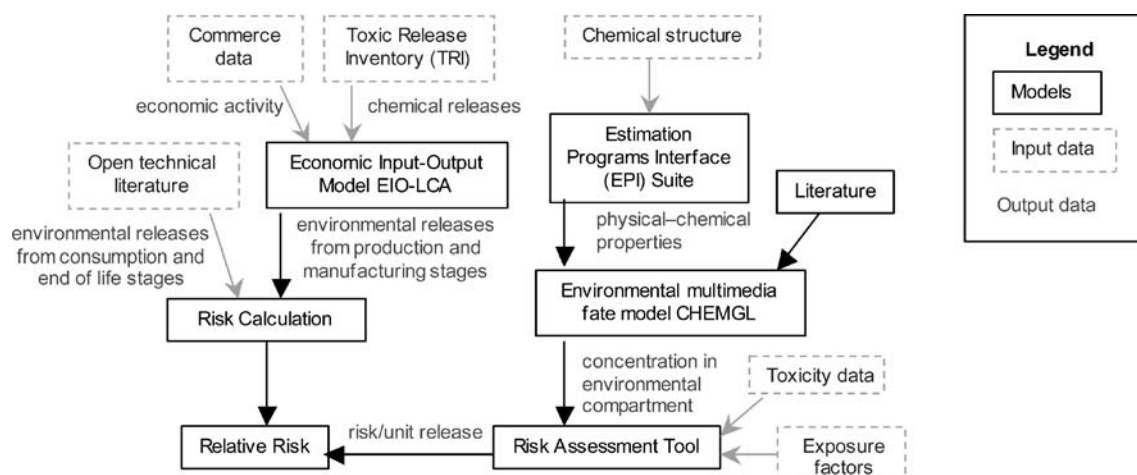 Commerce
data
Toxic Release
Inventory (TRI)
Chemical structure
Legend
Models
Input data
Output data
economic activity
chemical releases
Open technical
literature
Economic Input-Output
Model EIO-LCA
Estimation
Programs Interface
(EPI) Suite
Literature
environmental releases
from consumption and
end of life stages
environmental releases
from production and
manufacturing stages
physical–chemical
properties
Risk Calculation
Environmental multimedia
fate model CHEMGL
concentration in
environmental
compartment
Toxicity data
Relative Risk
risk/unit release
Risk Assessment Tool
Exposure
factors